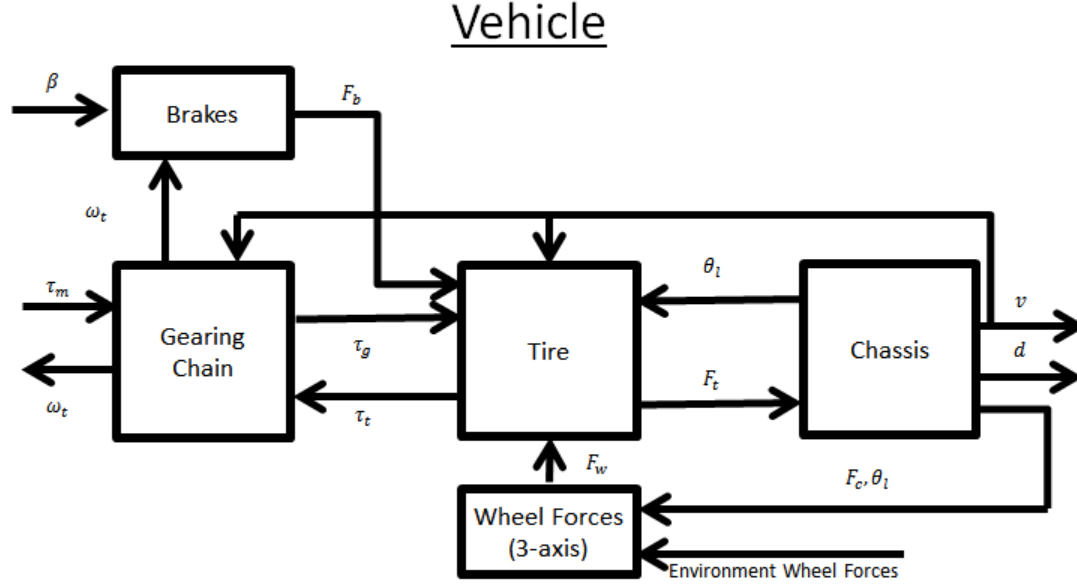 Vehicle
β
Brakes
F_b
ω_t
τ_m
Gearing
Chain
ω_t
τ_g
τ_t
Tire
θ_l
F_t
Chassis
v
d
F_w
F_c, θ_l
Wheel Forces
(3-axis)
Environment Wheel Forces